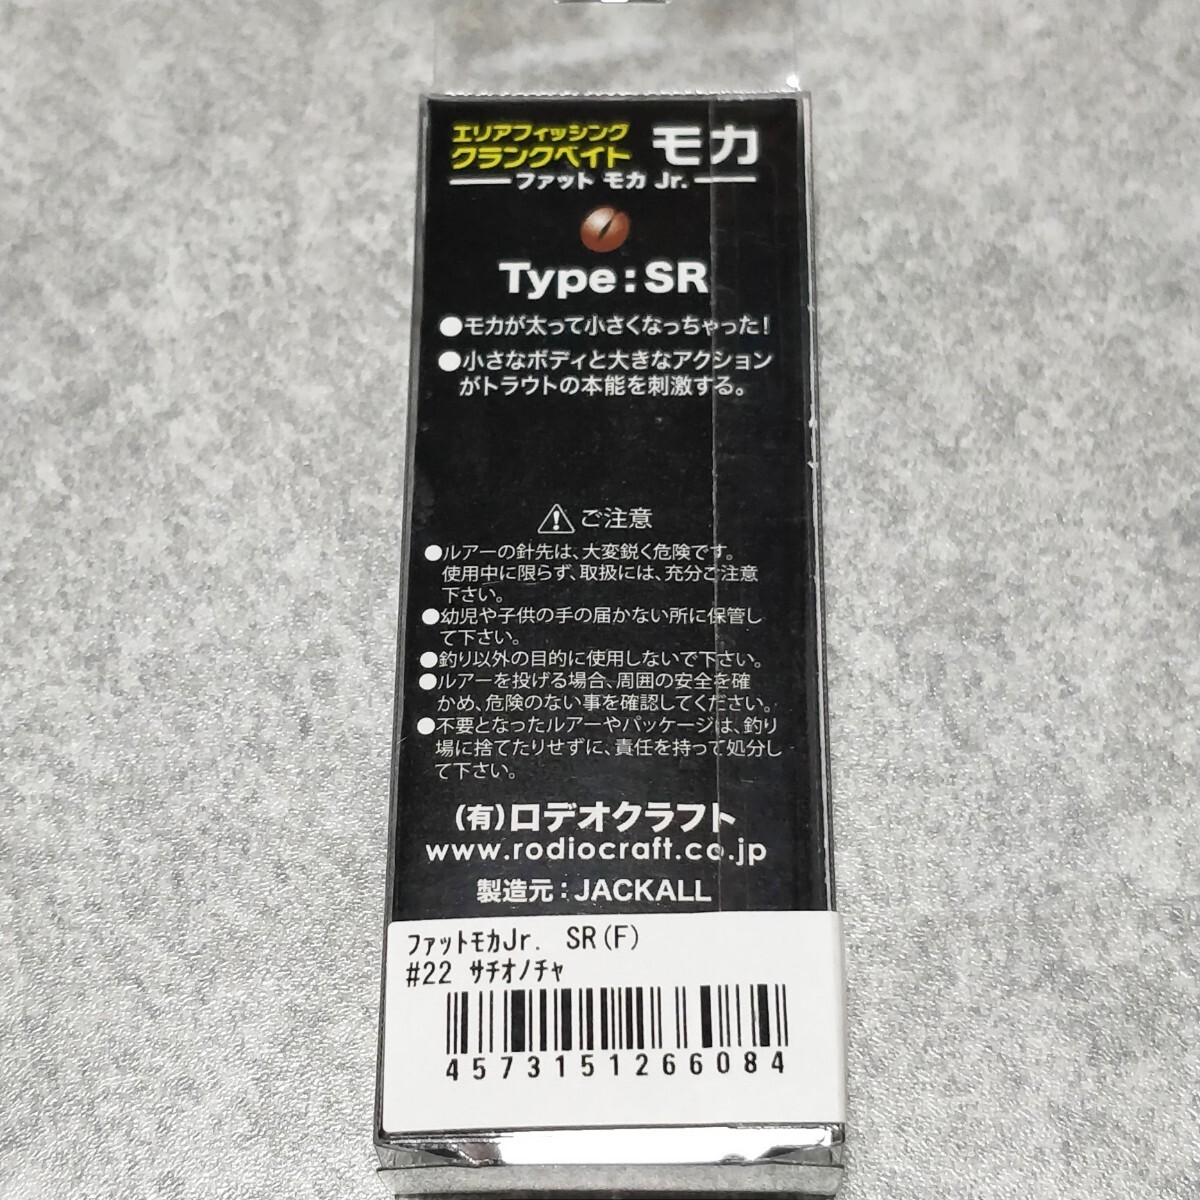 エリアフィッシング
クランクベイト モカ
ファット モカ Jr.
Type:SR
●モカが太って小さくなっちゃった!
●小さなボディと大きなアクション
がトラウトの本能を刺激する。
⚠ご注意
●ルアーの針先は、大変鋭く危険です。
使用中に限らず、取扱には、充分ご注意
下さい。
●幼児や子供の手の届かない所に保管し
て下さい。
●釣り以外の目的に使用しないで下さい。
●ルアーを投げる場合、周囲の安全を確
かめ、危険のない事を確認してください。
●不要となったルアーやパッケージは、釣り
場に捨てたりせずに、責任を持って処分し
て下さい。
(有)ロデオクラフト
www.rodiocraft.co.jp
製造元:JACKALL
ファットモカJr. SR(F)
#22 サチオノチャ
4573151266084